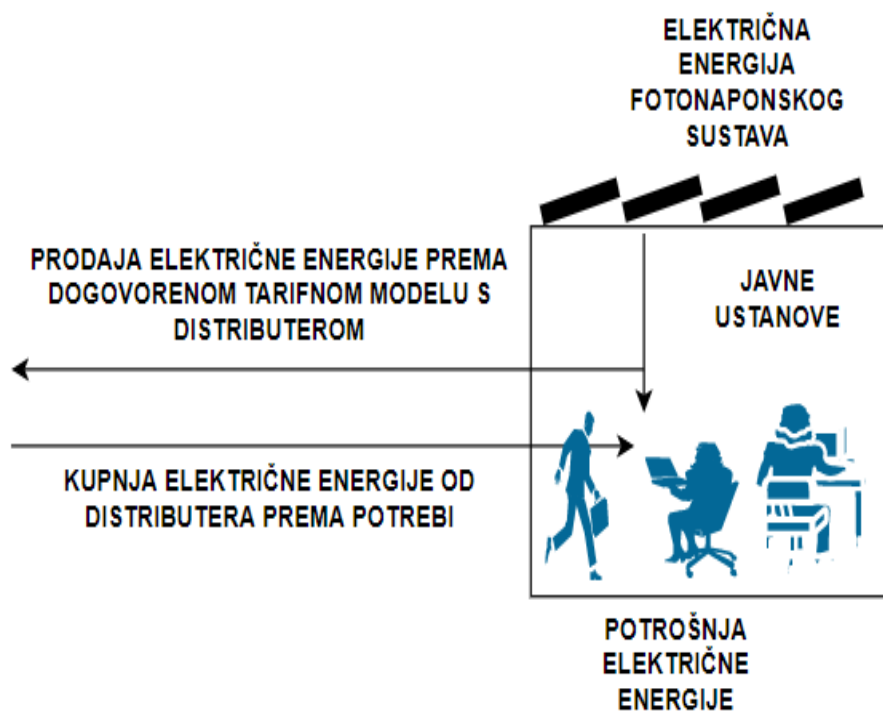 ELEKTRIČNA
ENERGIJA
FOTONAPONSKOG
SUSTAVA
PRODAJA ELEKTRIČNE ENERGIJE PREMA
DOGOVORENOM TARIFNOM MODELU S
DISTRIBUTEROM
JAVNE
USTANOVE
KUPNJA ELEKTRIČNE ENERGIJE OD
DISTRIBUTERA PREMA POTREBI
POTROŠNJA
ELEKTRIČNE
ENERGIJE